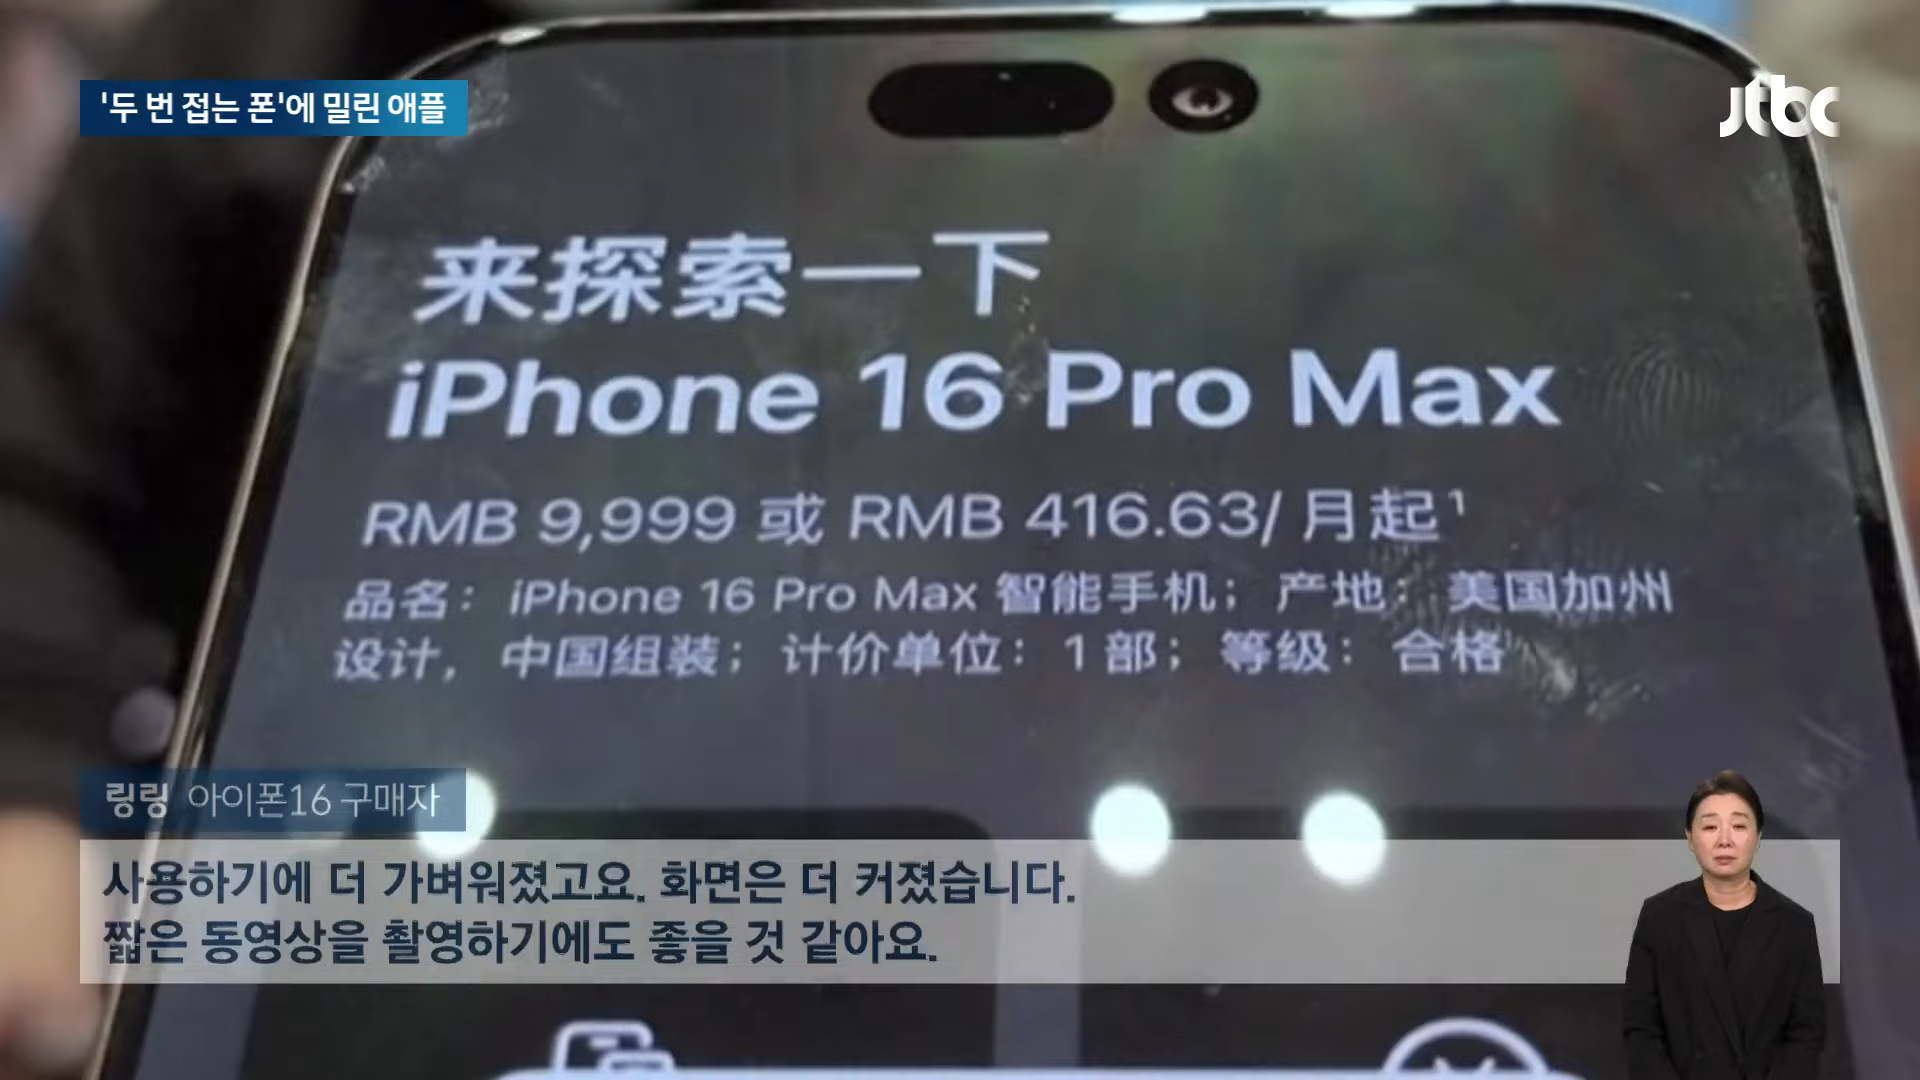 '두 번 접는 폰'에 밀린 애플
jtbc
来探索一下
iPhone 16 Pro Max
RMB 9,999 或 RMB 416.63/月起1
品名：iPhone 16 Pro Max 智能手机；产地：美国加州
设计，中国组装；计价单位：1 部；等级：合格
링링 아이폰16 구매자
사용하기에 더 가벼워졌고요. 화면은 더 커졌습니다.
짧은 동영상을 촬영하기에도 좋을 것 같아요.